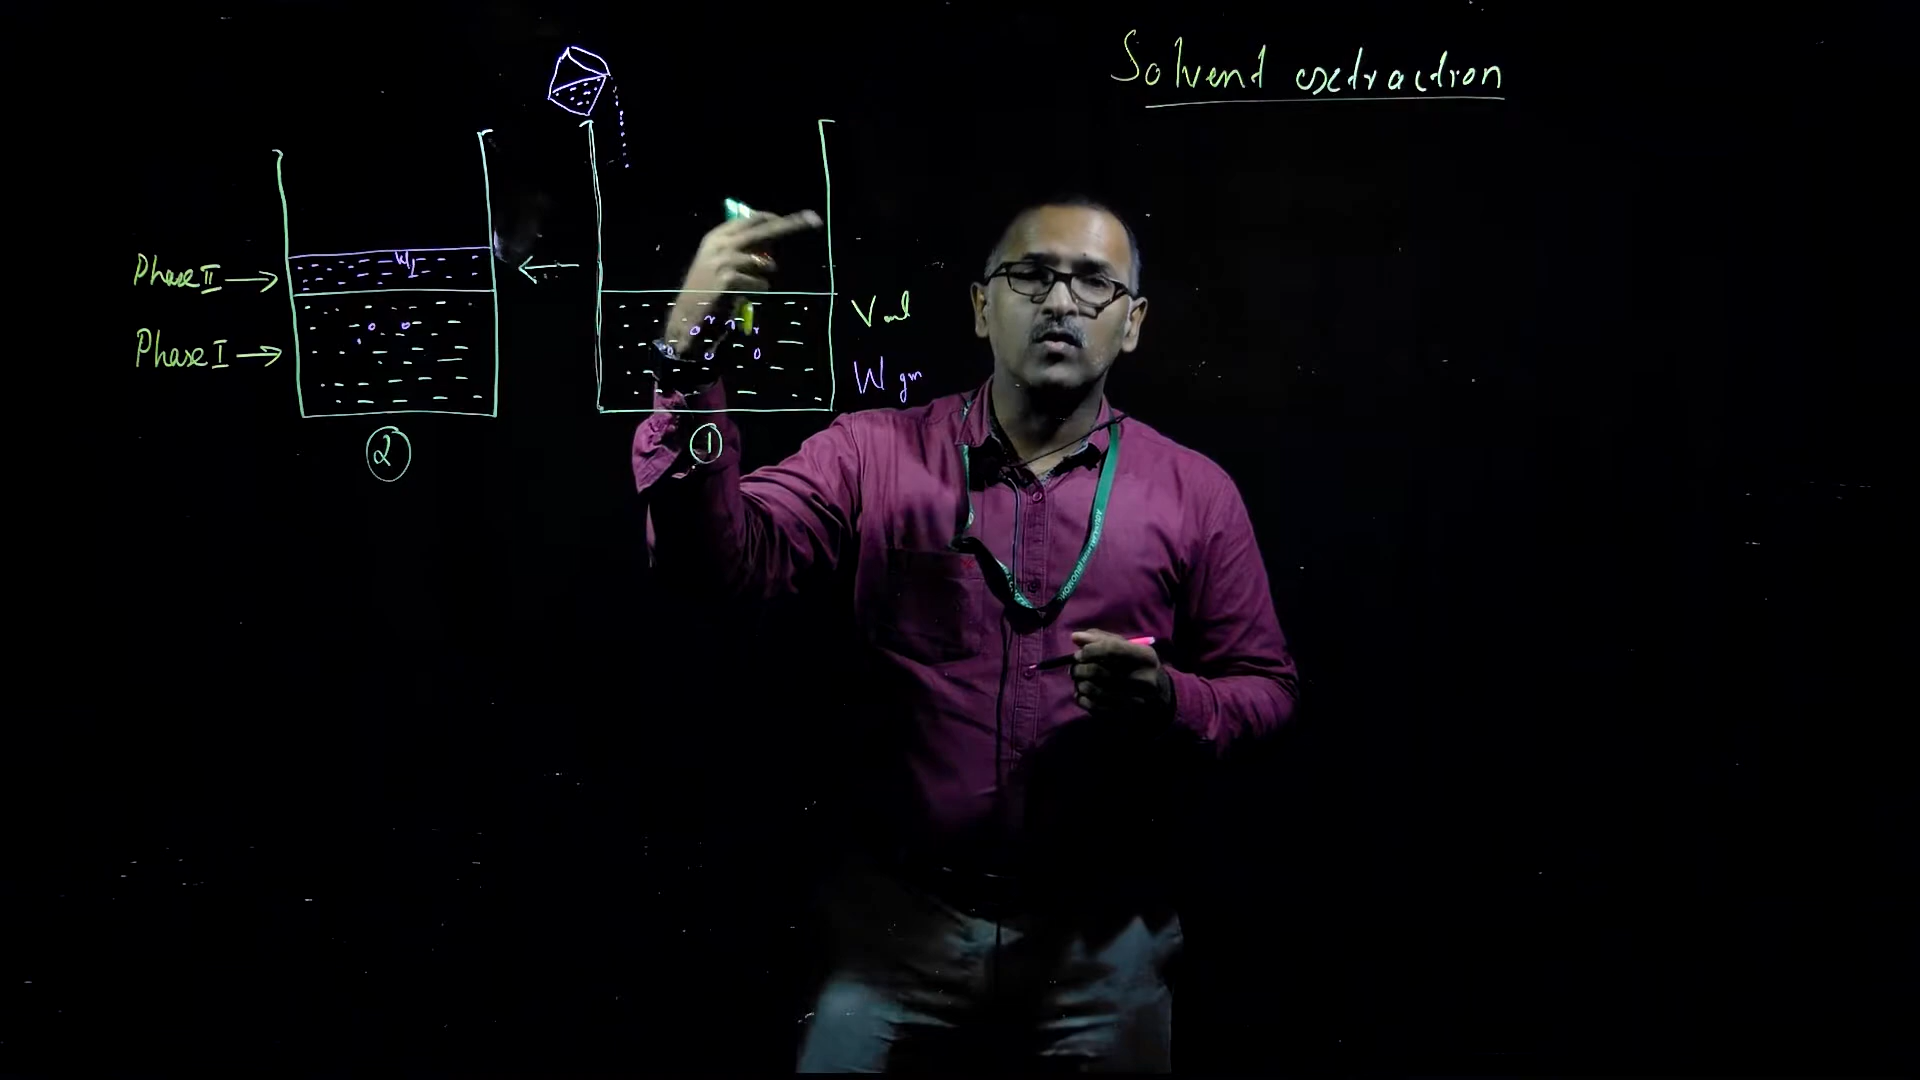 Solvent extraction
Phase II
W1
Phase I
V ml
W gm
2
1